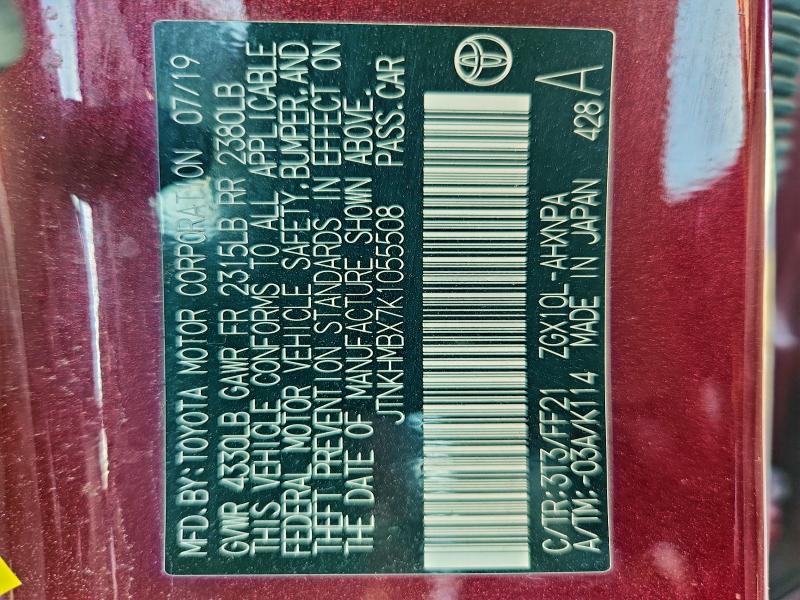 MFD.BY:TOYOTA MOTOR CORPORATION 07/19
GVWR 4330LB GAWR FR 2315LB RR 2380LB
THIS VEHICLE CONFORMS TO ALL APPLICABLE
FEDERAL MOTOR VEHICLE SAFETY,BUMPER,AND
THEFT PREVENTION STANDARDS IN EFFECT ON
THE DATE OF MANUFACTURE SHOWN ABOVE.
JTNKHMBX7K1055508 PASS.CAR
C/TR:3T3/FF21 ZGX10L-AHXNPA
A/TM:-03A/K114 MADE IN JAPAN 428 A